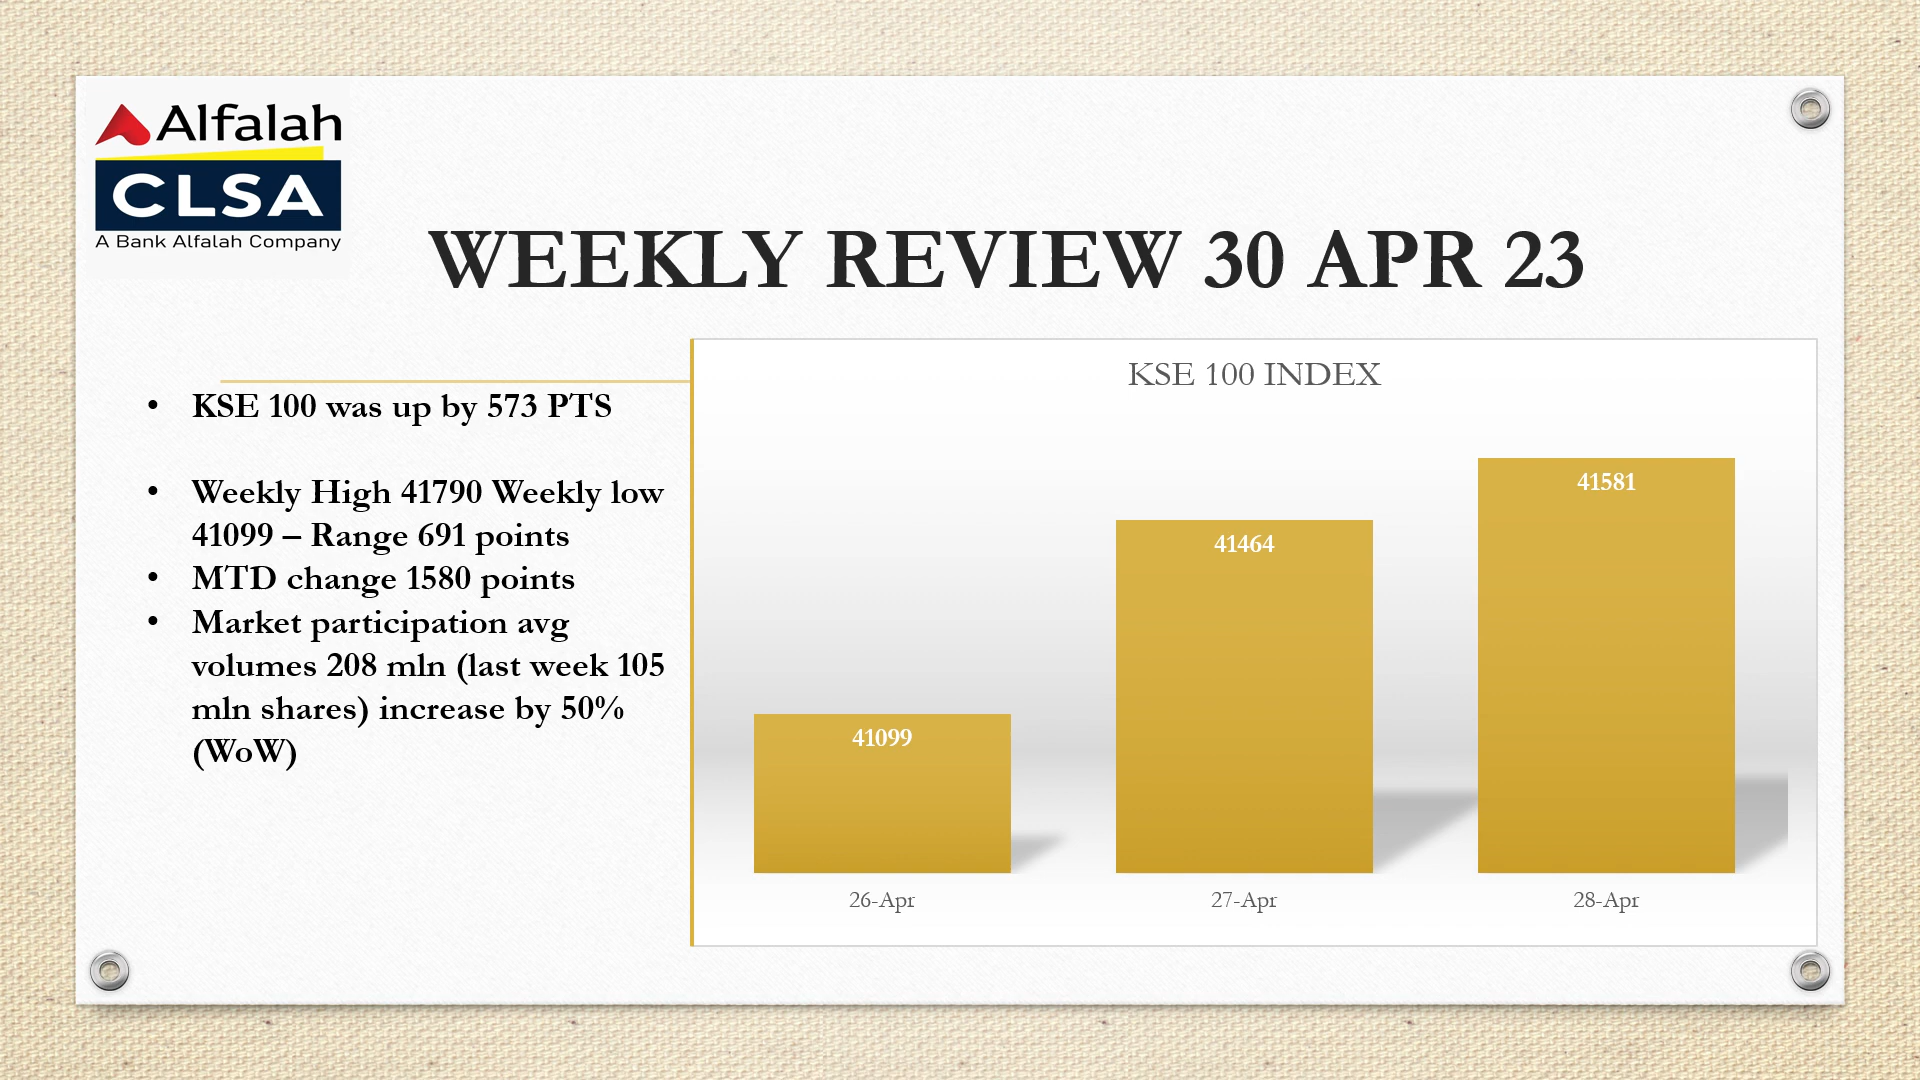 Alfalah
CLSA
A Bank Alfalah Company
WEEKLY REVIEW 30 APR 23
• KSE 100 was up by 573 PTS
• Weekly High 41790 Weekly low
41099 – Range 691 points
• MTD change 1580 points
• Market participation avg
volumes 208 mln (last week 105
mln shares) increase by 50%
(WoW)
KSE 100 INDEX
41099
41464
41581
26-Apr
27-Apr
28-Apr